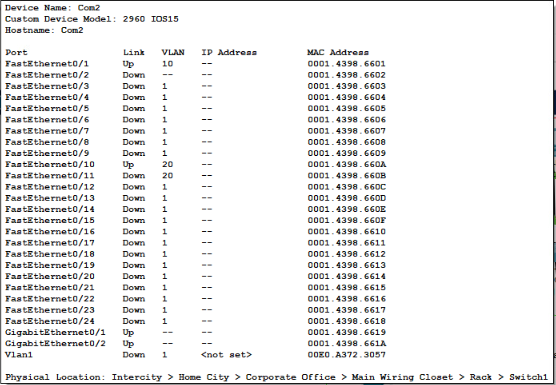 Device Name: Com2
Custom Device Model: 2960 IOS15
Hostname: Com2
Port Link VLAN IP Address MAC Address
FastEthernet0/1 Up 10 -- 0001.4398.6601
FastEthernet0/2 Down -- -- 0001.4398.6602
FastEthernet0/3 Down 1 -- 0001.4398.6603
FastEthernet0/4 Down 1 -- 0001.4398.6604
FastEthernet0/5 Down 1 -- 0001.4398.6605
FastEthernet0/6 Down 1 -- 0001.4398.6606
FastEthernet0/7 Down 1 -- 0001.4398.6607
FastEthernet0/8 Down 1 -- 0001.4398.6608
FastEthernet0/9 Down 1 -- 0001.4398.6609
FastEthernet0/10 Up 20 -- 0001.4398.660A
FastEthernet0/11 Down 20 -- 0001.4398.660B
FastEthernet0/12 Down 1 -- 0001.4398.660C
FastEthernet0/13 Down 1 -- 0001.4398.660D
FastEthernet0/14 Down 1 -- 0001.4398.660E
FastEthernet0/15 Down 1 -- 0001.4398.660F
FastEthernet0/16 Down 1 -- 0001.4398.6610
FastEthernet0/17 Down 1 -- 0001.4398.6611
FastEthernet0/18 Down 1 -- 0001.4398.6612
FastEthernet0/19 Down 1 -- 0001.4398.6613
FastEthernet0/20 Down 1 -- 0001.4398.6614
FastEthernet0/21 Down 1 -- 0001.4398.6615
FastEthernet0/22 Down 1 -- 0001.4398.6616
FastEthernet0/23 Down 1 -- 0001.4398.6617
FastEthernet0/24 Down 1 -- 0001.4398.6618
GigabitEthernet0/1 Up -- -- 0001.4398.6619
GigabitEthernet0/2 Up -- -- 0001.4398.661A
Vlan1 Down 1 <not set> 00E0.A372.3057
Physical Location: Intercity > Home City > Corporate Office > Main Wiring Closet > Rack > Switch1